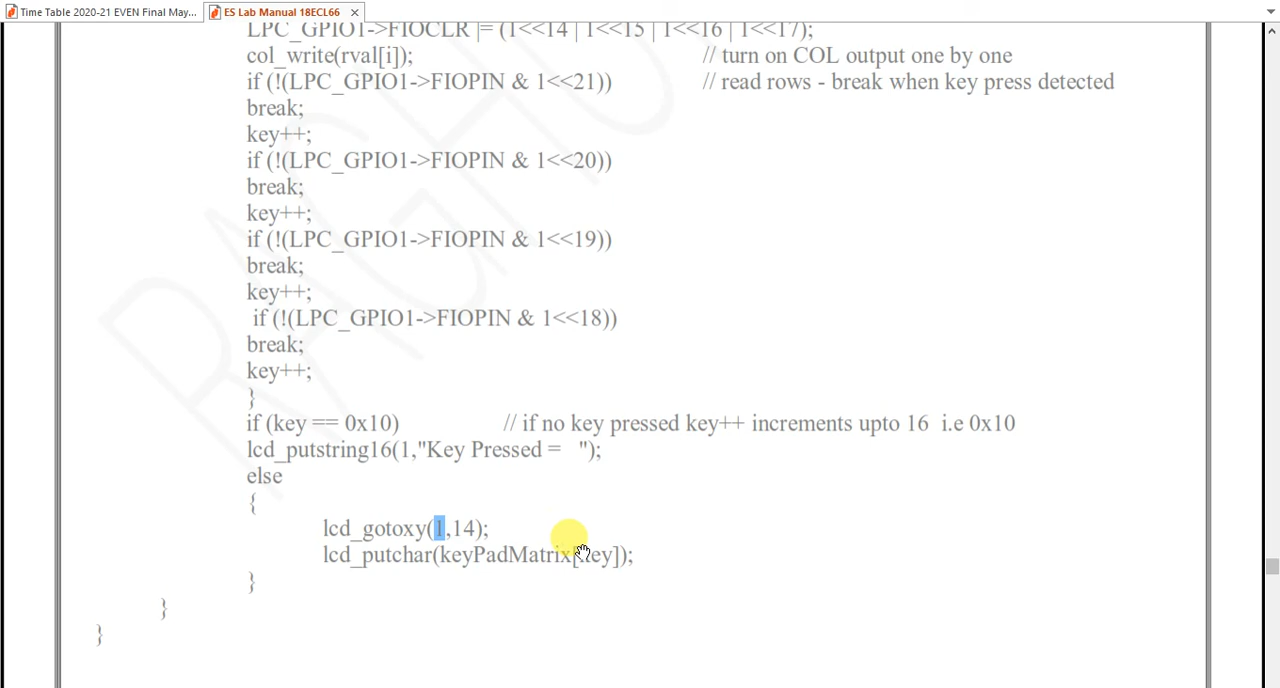 Time Table 2020-21 EVEN Final May... ES Lab Manual 18ECL66
LPC_GPIO1->FIOCLR |= (1<<14 | 1<<15 | 1<<16 | 1<<17);
col_write(rval[i]); // turn on COL output one by one
if (!(LPC_GPIO1->FIOPIN & 1<<21)) // read rows - break when key press detected
break;
key++;
if (!(LPC_GPIO1->FIOPIN & 1<<20))
break;
key++;
if (!(LPC_GPIO1->FIOPIN & 1<<19))
break;
key++;
if (!(LPC_GPIO1->FIOPIN & 1<<18))
break;
key++;
}
if (key == 0x10) // if no key pressed key++ increments upto 16 i.e 0x10
lcd_putstring16(1,"Key Pressed = ");
else
{
lcd_gotoxy(1,14);
lcd_putchar(keyPadMatrix[key]);
}
}
}
RAGHU